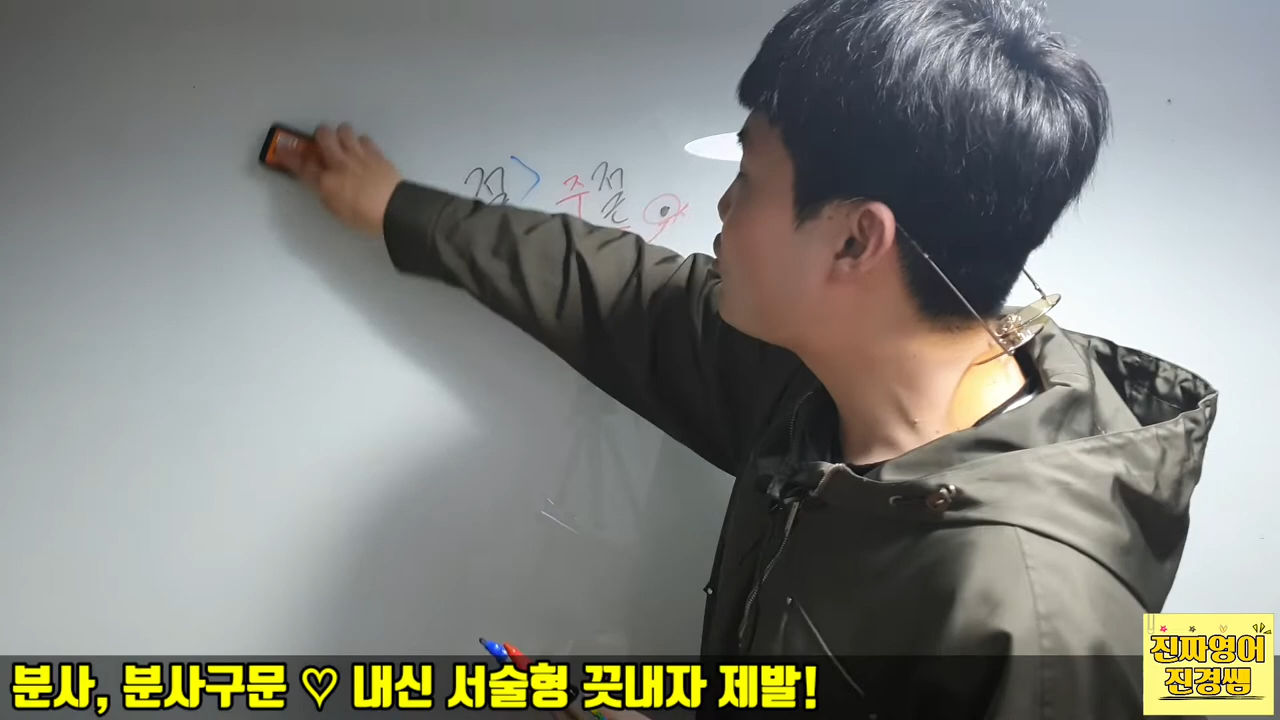 접 > 주절
분사, 분사구문 ♡ 내신 서술형 끗내자 제발!
진짜영어
진경쌤